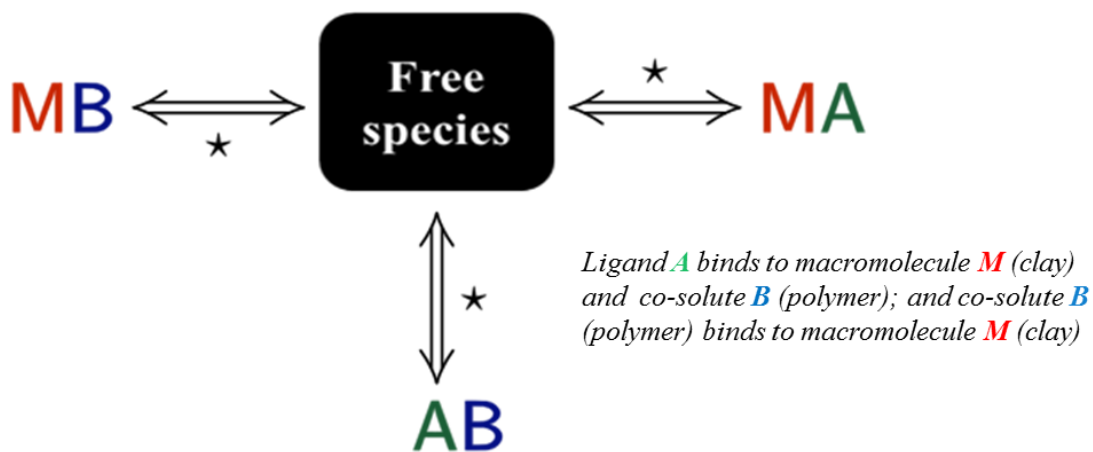 Free
species
MB
★
★
MA
★
AB
Ligand A binds to macromolecule M (clay)
and co-solute B (polymer); and co-solute B
(polymer) binds to macromolecule M (clay)